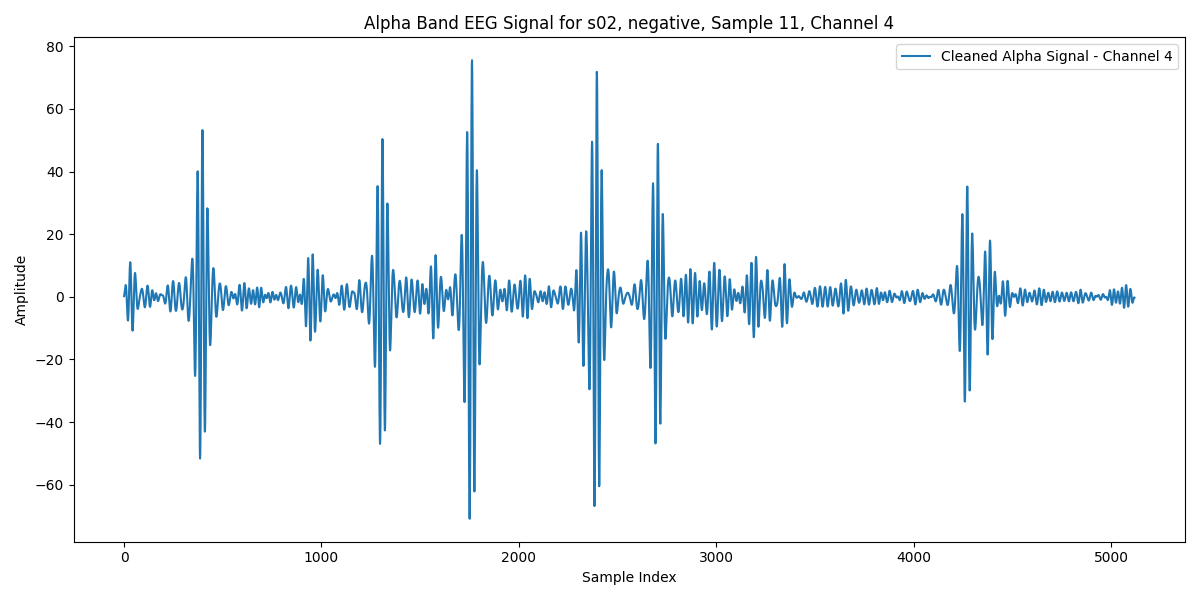 Alpha Band EEG Signal for s02, negative, Sample 11, Channel 4
Cleaned Alpha Signal - Channel 4
80
60
40
20
0
−20
−40
−60
Amplitude
0 1000 2000 3000 4000 5000
Sample Index